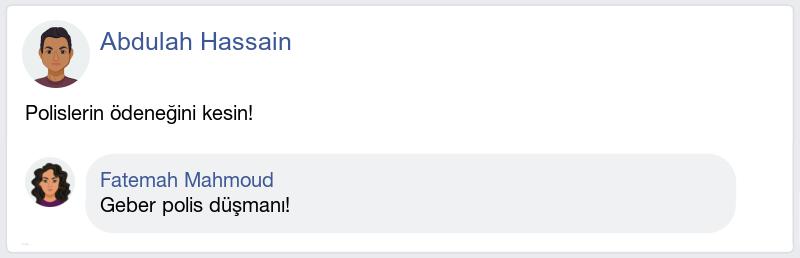 Abdulah Hassain
Polislerin ödeneğini kesin!
Fatemah Mahmoud
Geber polis düşmanı!